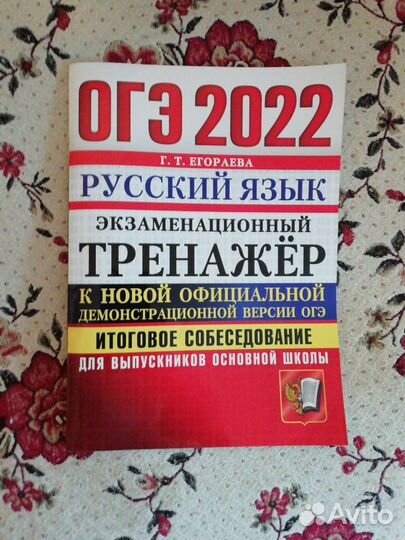 ОГЭ 2022
Г. Т. ЕГОРАЕВА
РУССКИЙ ЯЗЫК
ЭКЗАМЕНАЦИОННЫЙ
ТРЕНАЖЁР
К НОВОЙ ОФИЦИАЛЬНОЙ
ДЕМОНСТРАЦИОННОЙ ВЕРСИИ ОГЭ
ИТОГОВОЕ СОБЕСЕДОВАНИЕ
ДЛЯ ВЫПУСКНИКОВ ОСНОВНОЙ ШКОЛЫ
Avito